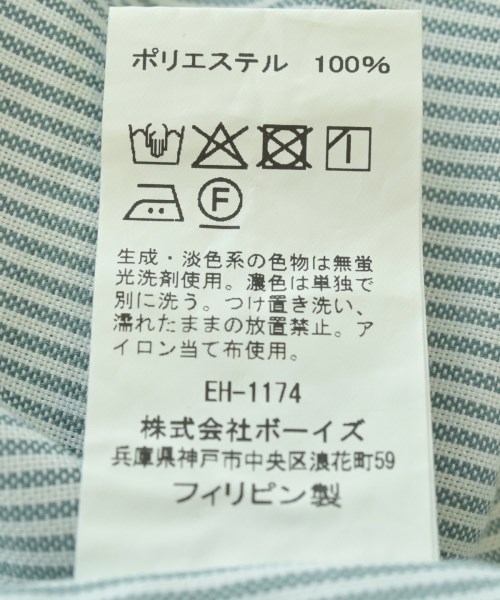 ポリエステル 100%
F
生成・淡色系の色物は無蛍
光洗剤使用。濃色は単独で
別に洗う。つけ置き洗い、
濡れたままの放置禁止。ア
イロン当て布使用。
EH-1174
株式会社ボーイズ
兵庫県神戸市中央区浪花町59
フィリピン製